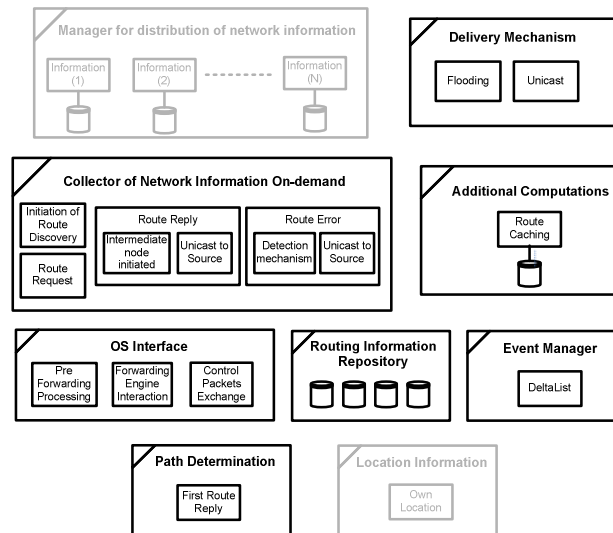 Manager for distribution of network information
Information
(1)
Information
(2)
Information
(N)
Delivery Mechanism
Flooding
Unicast
Collector of Network Information On-demand
Initiation of
Route
Discovery
Route
Request
Route Reply
Intermediate
node
initiated
Unicast to
Source
Route Error
Detection
mechanism
Unicast to
Source
Additional Computations
Route
Caching
OS Interface
Pre
Forwarding
Processing
Forwarding
Engine
Interaction
Control
Packets
Exchange
Routing Information
Repository
Event Manager
DeltaList
Path Determination
First Route
Reply
Location Information
Own
Location